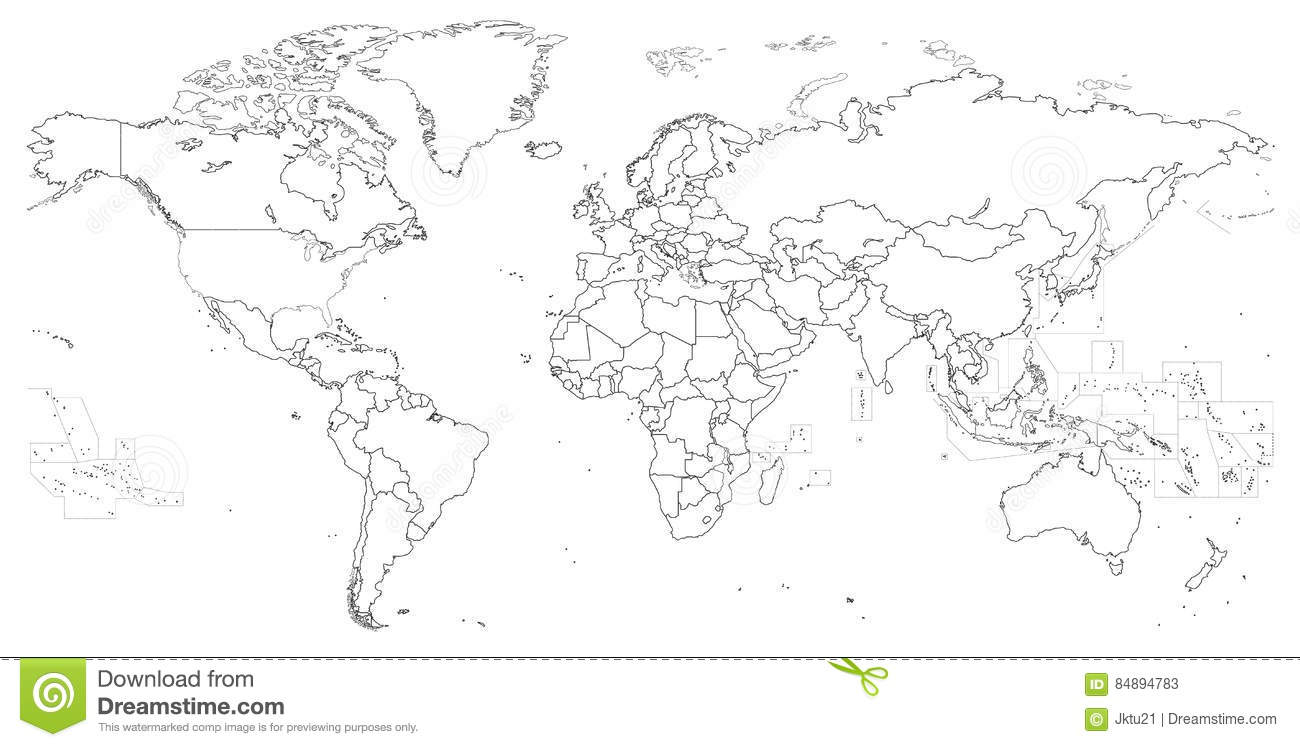 Download from
Dreamstime.com
This watermarked comp image is for previewing purposes only.
ID 84894783
© Jktu21 | Dreamstime.com